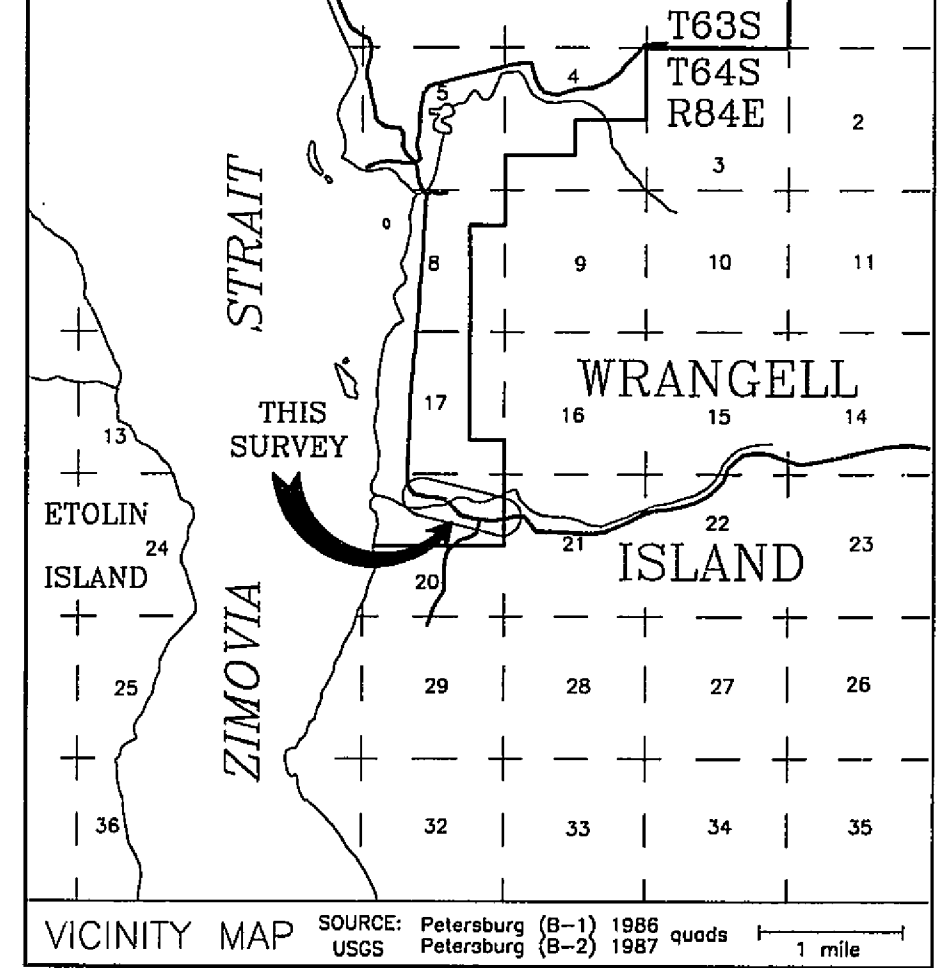 T63S
T64S
R84E
4
5
2
3
STRAIT
8
9
10
11
WRANGELL
17
16
15
14
THIS
SURVEY
13
ETOLIN
24
ISLAND
22
21
23
ISLAND
20
ZIMOVIA
25
29
28
27
26
36
32
33
34
35
VICINITY MAP
SOURCE: Petersburg (B-1) 1986
USGS Petersburg (B-2) 1987
quads
1 mile